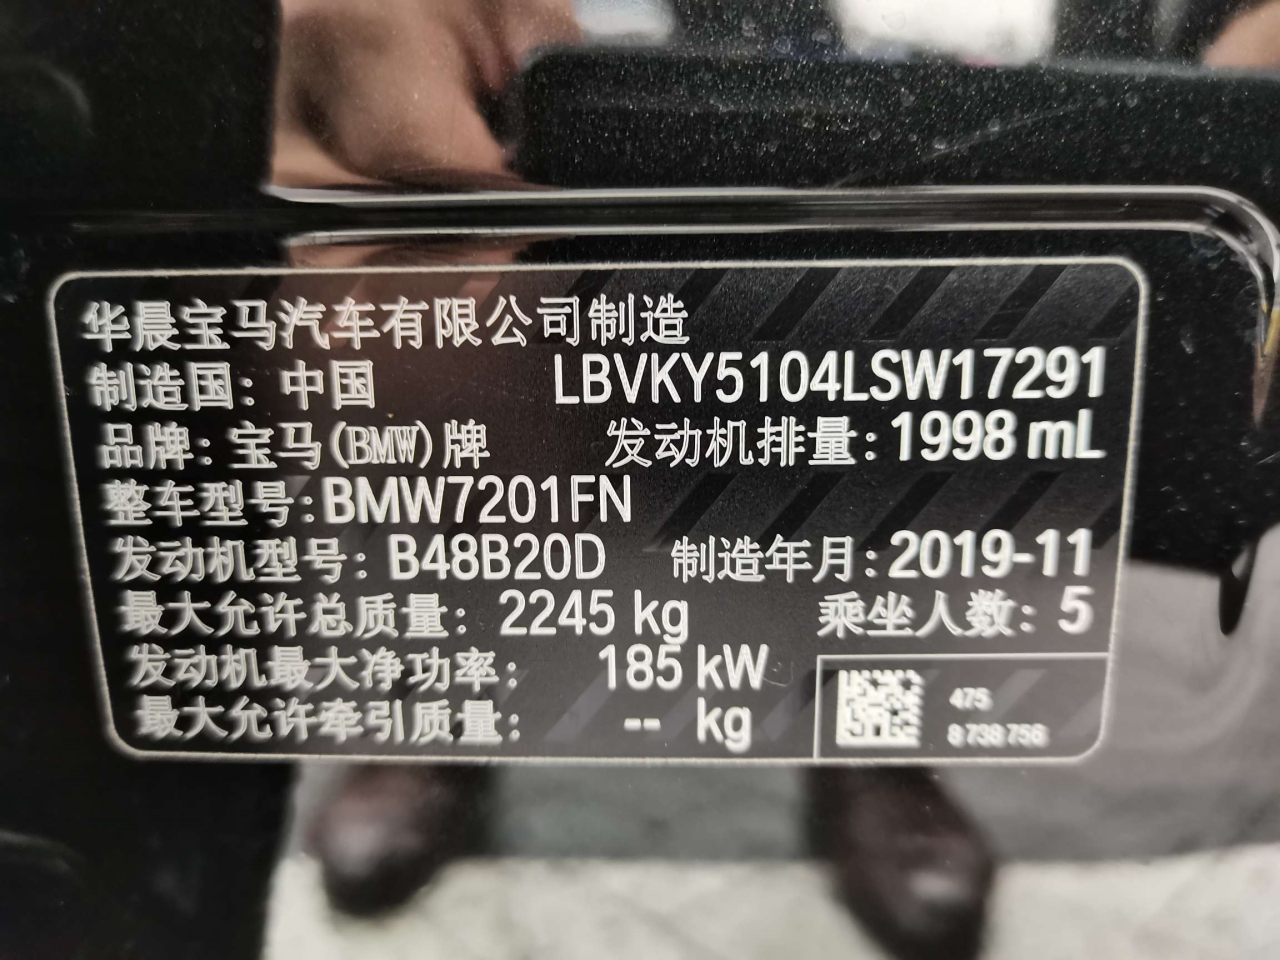 华晨宝马汽车有限公司制造
制造国：中国 LBVKY5104LSW17291
品牌：宝马(BMW)牌 发动机排量：1998 mL
整车型号：BMW7201FN
发动机型号：B48B20D 制造年月：2019-11
最大允许总质量：2245 kg 乘坐人数：5
发动机最大净功率：185 kW
最大允许牵引质量：-- kg
475
8 738 756